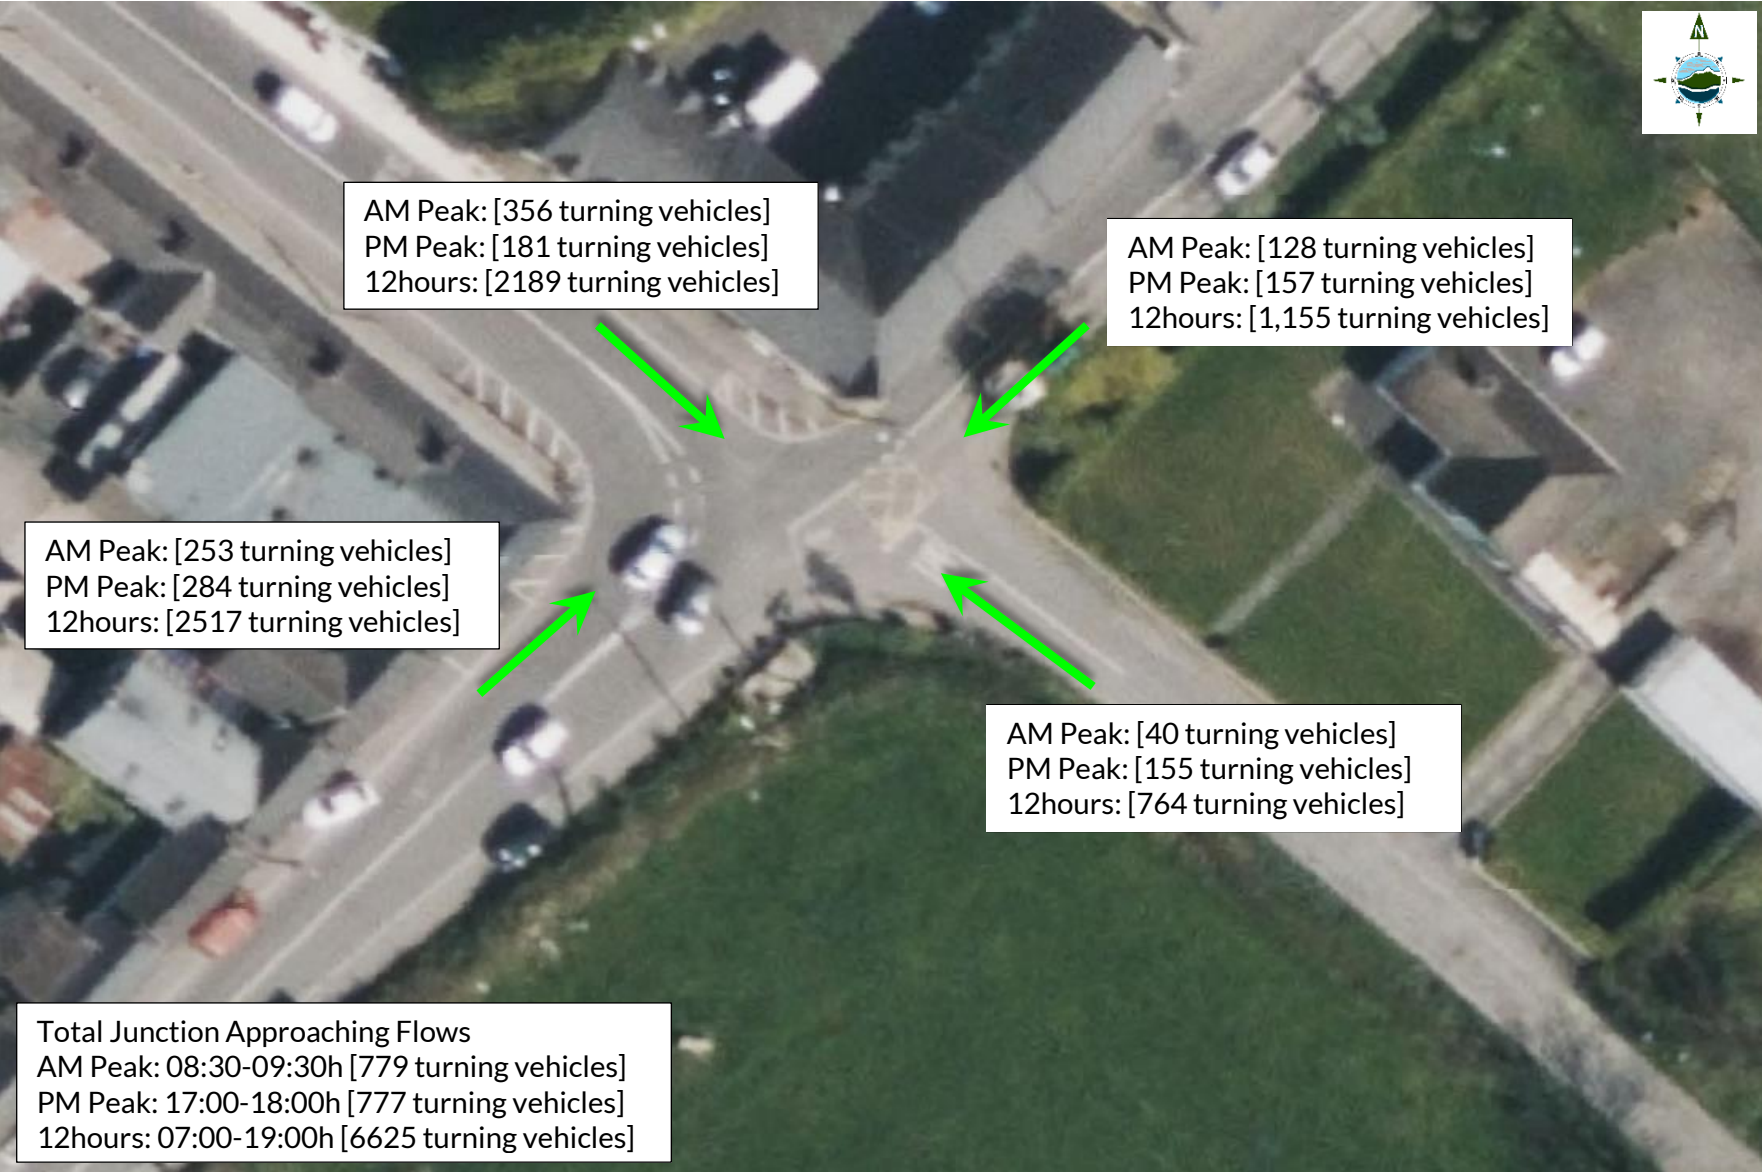 N
AM Peak: [356 turning vehicles]
PM Peak: [181 turning vehicles]
12hours: [2189 turning vehicles]
AM Peak: [128 turning vehicles]
PM Peak: [157 turning vehicles]
12hours: [1,155 turning vehicles]
AM Peak: [253 turning vehicles]
PM Peak: [284 turning vehicles]
12hours: [2517 turning vehicles]
AM Peak: [40 turning vehicles]
PM Peak: [155 turning vehicles]
12hours: [764 turning vehicles]
Total Junction Approaching Flows
AM Peak: 08:30-09:30h [779 turning vehicles]
PM Peak: 17:00-18:00h [777 turning vehicles]
12hours: 07:00-19:00h [6625 turning vehicles]